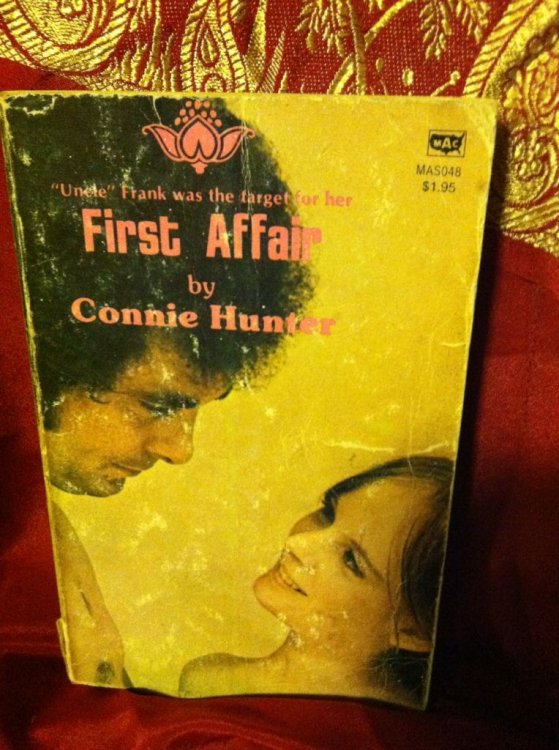 MAC
MAS048
$1.95
"Uncle" Frank was the target for her
First Affair
by
Connie Hunter